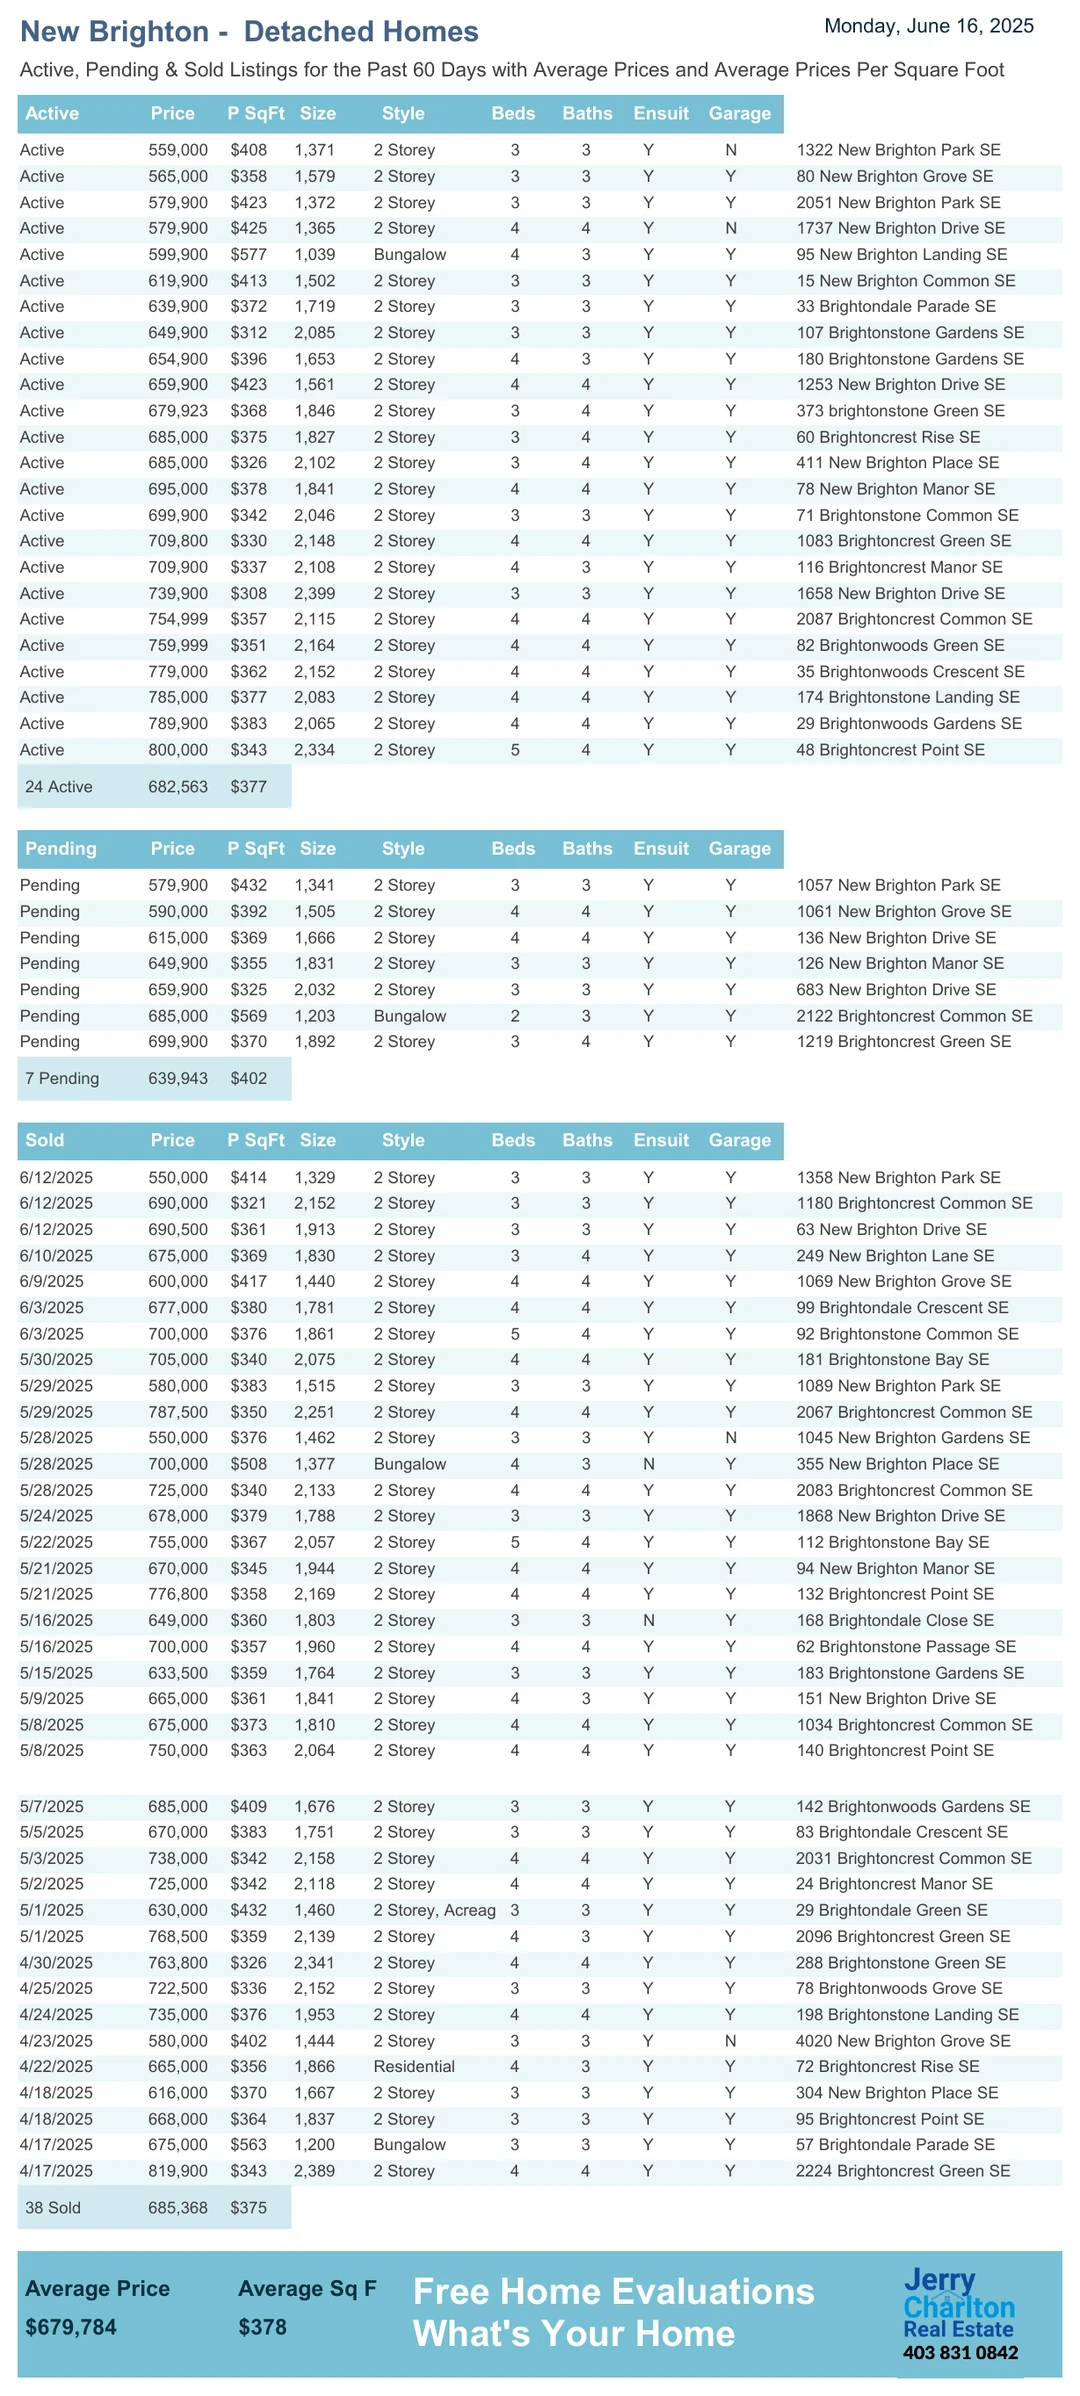 New Brighton -  Detached Homes
Monday, June 16, 2025
Active, Pending & Sold Listings for the Past 60 Days with Average Prices and Average Prices Per Square Foot
Active Price P SqFt Size Style Beds Baths Ensuit Garage
Active 559,000 $408 1,371 2 Storey 3 3 Y N 1322 New Brighton Park SE
Active 565,000 $358 1,579 2 Storey 3 3 Y Y 80 New Brighton Grove SE
Active 579,900 $423 1,372 2 Storey 3 3 Y Y 2051 New Brighton Park SE
Active 579,900 $425 1,365 2 Storey 4 4 Y N 1737 New Brighton Drive SE
Active 599,900 $577 1,039 Bungalow 4 3 Y Y 95 New Brighton Landing SE
Active 619,900 $413 1,502 2 Storey 3 3 Y Y 15 New Brighton Common SE
Active 639,900 $372 1,719 2 Storey 3 3 Y Y 33 Brightondale Parade SE
Active 649,900 $312 2,085 2 Storey 3 3 Y Y 107 Brightonstone Gardens SE
Active 654,900 $396 1,653 2 Storey 4 3 Y Y 180 Brightonstone Gardens SE
Active 659,900 $423 1,561 2 Storey 4 4 Y Y 1253 New Brighton Drive SE
Active 679,923 $368 1,846 2 Storey 3 4 Y Y 373 brightonstone Green SE
Active 685,000 $375 1,827 2 Storey 3 4 Y Y 60 Brightoncrest Rise SE
Active 685,000 $326 2,102 2 Storey 3 4 Y Y 411 New Brighton Place SE
Active 695,000 $378 1,841 2 Storey 4 4 Y Y 78 New Brighton Manor SE
Active 699,900 $342 2,046 2 Storey 3 3 Y Y 71 Brightonstone Common SE
Active 709,800 $330 2,148 2 Storey 4 4 Y Y 1083 Brightoncrest Green SE
Active 709,900 $337 2,108 2 Storey 4 3 Y Y 116 Brightoncrest Manor SE
Active 739,900 $308 2,399 2 Storey 3 3 Y Y 1658 New Brighton Drive SE
Active 754,999 $357 2,115 2 Storey 4 4 Y Y 2087 Brightoncrest Common SE
Active 759,999 $351 2,164 2 Storey 4 4 Y Y 82 Brightonwoods Green SE
Active 779,000 $362 2,152 2 Storey 4 4 Y Y 35 Brightonwoods Crescent SE
Active 785,000 $377 2,083 2 Storey 4 4 Y Y 174 Brightonstone Landing SE
Active 789,900 $383 2,065 2 Storey 4 4 Y Y 29 Brightonwoods Gardens SE
Active 800,000 $343 2,334 2 Storey 5 4 Y Y 48 Brightoncrest Point SE
24 Active 682,563 $377
Pending Price P SqFt Size Style Beds Baths Ensuit Garage
Pending 579,900 $432 1,341 2 Storey 3 3 Y Y 1057 New Brighton Park SE
Pending 590,000 $392 1,505 2 Storey 4 4 Y Y 1061 New Brighton Grove SE
Pending 615,000 $369 1,666 2 Storey 4 4 Y Y 136 New Brighton Drive SE
Pending 649,900 $355 1,831 2 Storey 3 3 Y Y 126 New Brighton Manor SE
Pending 659,900 $325 2,032 2 Storey 3 3 Y Y 683 New Brighton Drive SE
Pending 685,000 $569 1,203 Bungalow 2 3 Y Y 2122 Brightoncrest Common SE
Pending 699,900 $370 1,892 2 Storey 3 4 Y Y 1219 Brightoncrest Green SE
7 Pending 639,943 $402
Sold Price P SqFt Size Style Beds Baths Ensuit Garage
6/12/2025 550,000 $414 1,329 2 Storey 3 3 Y Y 1358 New Brighton Park SE
6/12/2025 690,000 $321 2,152 2 Storey 3 3 Y Y 1180 Brightoncrest Common SE
6/12/2025 690,500 $361 1,913 2 Storey 3 3 Y Y 63 New Brighton Drive SE
6/10/2025 675,000 $369 1,830 2 Storey 3 4 Y Y 249 New Brighton Lane SE
6/9/2025 600,000 $417 1,440 2 Storey 4 4 Y Y 1069 New Brighton Grove SE
6/3/2025 677,000 $380 1,781 2 Storey 4 4 Y Y 99 Brightondale Crescent SE
6/3/2025 700,000 $376 1,861 2 Storey 5 4 Y Y 92 Brightonstone Common SE
5/30/2025 705,000 $340 2,075 2 Storey 4 4 Y Y 181 Brightonstone Bay SE
5/29/2025 580,000 $383 1,515 2 Storey 3 3 Y Y 1089 New Brighton Park SE
5/29/2025 787,500 $350 2,251 2 Storey 4 4 Y Y 2067 Brightoncrest Common SE
5/28/2025 550,000 $376 1,462 2 Storey 3 3 Y N 1045 New Brighton Gardens SE
5/28/2025 700,000 $508 1,377 Bungalow 4 3 N Y 355 New Brighton Place SE
5/28/2025 725,000 $340 2,133 2 Storey 4 4 Y Y 2083 Brightoncrest Common SE
5/24/2025 678,000 $379 1,788 2 Storey 3 3 Y Y 1868 New Brighton Drive SE
5/22/2025 755,000 $367 2,057 2 Storey 5 4 Y Y 112 Brightonstone Bay SE
5/21/2025 670,000 $345 1,944 2 Storey 4 4 Y Y 94 New Brighton Manor SE
5/21/2025 776,800 $358 2,169 2 Storey 4 4 Y Y 132 Brightoncrest Point SE
5/16/2025 649,000 $360 1,803 2 Storey 3 3 N Y 168 Brightondale Close SE
5/16/2025 700,000 $357 1,960 2 Storey 4 4 Y Y 62 Brightonstone Passage SE
5/15/2025 633,500 $359 1,764 2 Storey 3 3 Y Y 183 Brightonstone Gardens SE
5/9/2025 665,000 $361 1,841 2 Storey 4 3 Y Y 151 New Brighton Drive SE
5/8/2025 675,000 $373 1,810 2 Storey 4 4 Y Y 1034 Brightoncrest Common SE
5/8/2025 750,000 $363 2,064 2 Storey 4 4 Y Y 140 Brightoncrest Point SE
5/7/2025 685,000 $409 1,676 2 Storey 3 3 Y Y 142 Brightonwoods Gardens SE
5/5/2025 670,000 $383 1,751 2 Storey 3 3 Y Y 83 Brightondale Crescent SE
5/3/2025 738,000 $342 2,158 2 Storey 4 4 Y Y 2031 Brightoncrest Common SE
5/2/2025 725,000 $342 2,118 2 Storey 4 4 Y Y 24 Brightoncrest Manor SE
5/1/2025 630,000 $432 1,460 2 Storey, Acreag 3 3 Y Y 29 Brightondale Green SE
5/1/2025 768,500 $359 2,139 2 Storey 4 3 Y Y 2096 Brightoncrest Green SE
4/30/2025 763,800 $326 2,341 2 Storey 4 4 Y Y 288 Brightonstone Green SE
4/25/2025 722,500 $336 2,152 2 Storey 3 3 Y Y 78 Brightonwoods Grove SE
4/24/2025 735,000 $376 1,953 2 Storey 4 4 Y Y 198 Brightonstone Landing SE
4/23/2025 580,000 $402 1,444 2 Storey 3 3 Y N 4020 New Brighton Grove SE
4/22/2025 665,000 $356 1,866 Residential 4 3 Y Y 72 Brightoncrest Rise SE
4/18/2025 616,000 $370 1,667 2 Storey 3 3 Y Y 304 New Brighton Place SE
4/18/2025 668,000 $364 1,837 2 Storey 3 3 Y Y 95 Brightoncrest Point SE
4/17/2025 675,000 $563 1,200 Bungalow 3 3 Y Y 57 Brightondale Parade SE
4/17/2025 819,900 $343 2,389 2 Storey 4 4 Y Y 2224 Brightoncrest Green SE
38 Sold 685,368 $375
Average Price Average Sq F
$679,784 $378
Free Home Evaluations
What's Your Home
Jerry
Charlton
Real Estate
403 831 0842